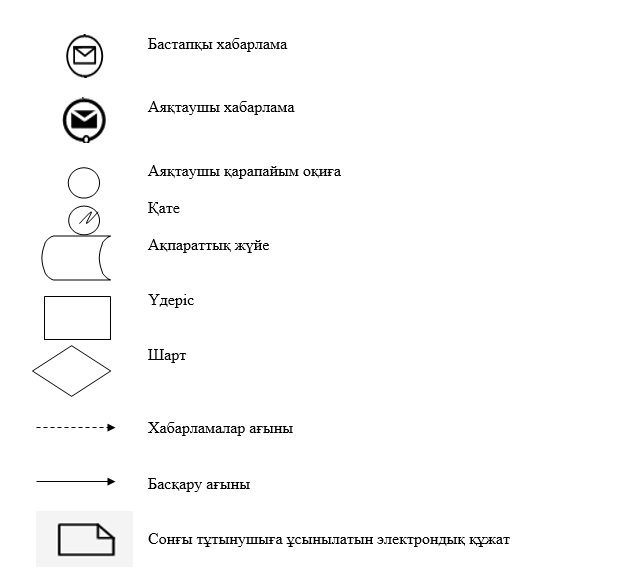 Бастапқы хабарлама
Аяқтаушы хабарлама
Аяқтаушы қарапайым оқиға
Қате
Ақпараттық жүйе
Үдеріс
Шарт
Хабарламалар ағыны
Басқару ағыны
Сонғы тұтынушыға ұсынылатын электрондық құжат